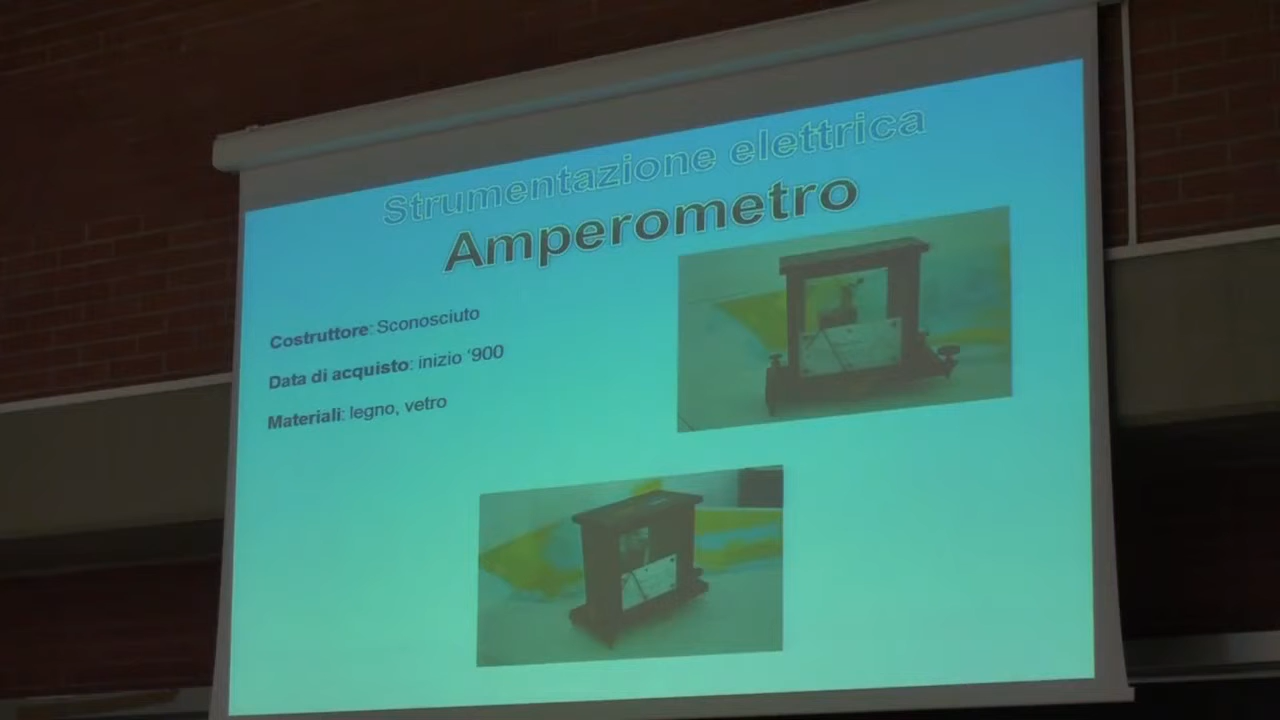 Strumentazione elettrica
Amperometro
Costruttore: Sconosciuto
Data di acquisto: inizio '900
Materiali: legno, vetro